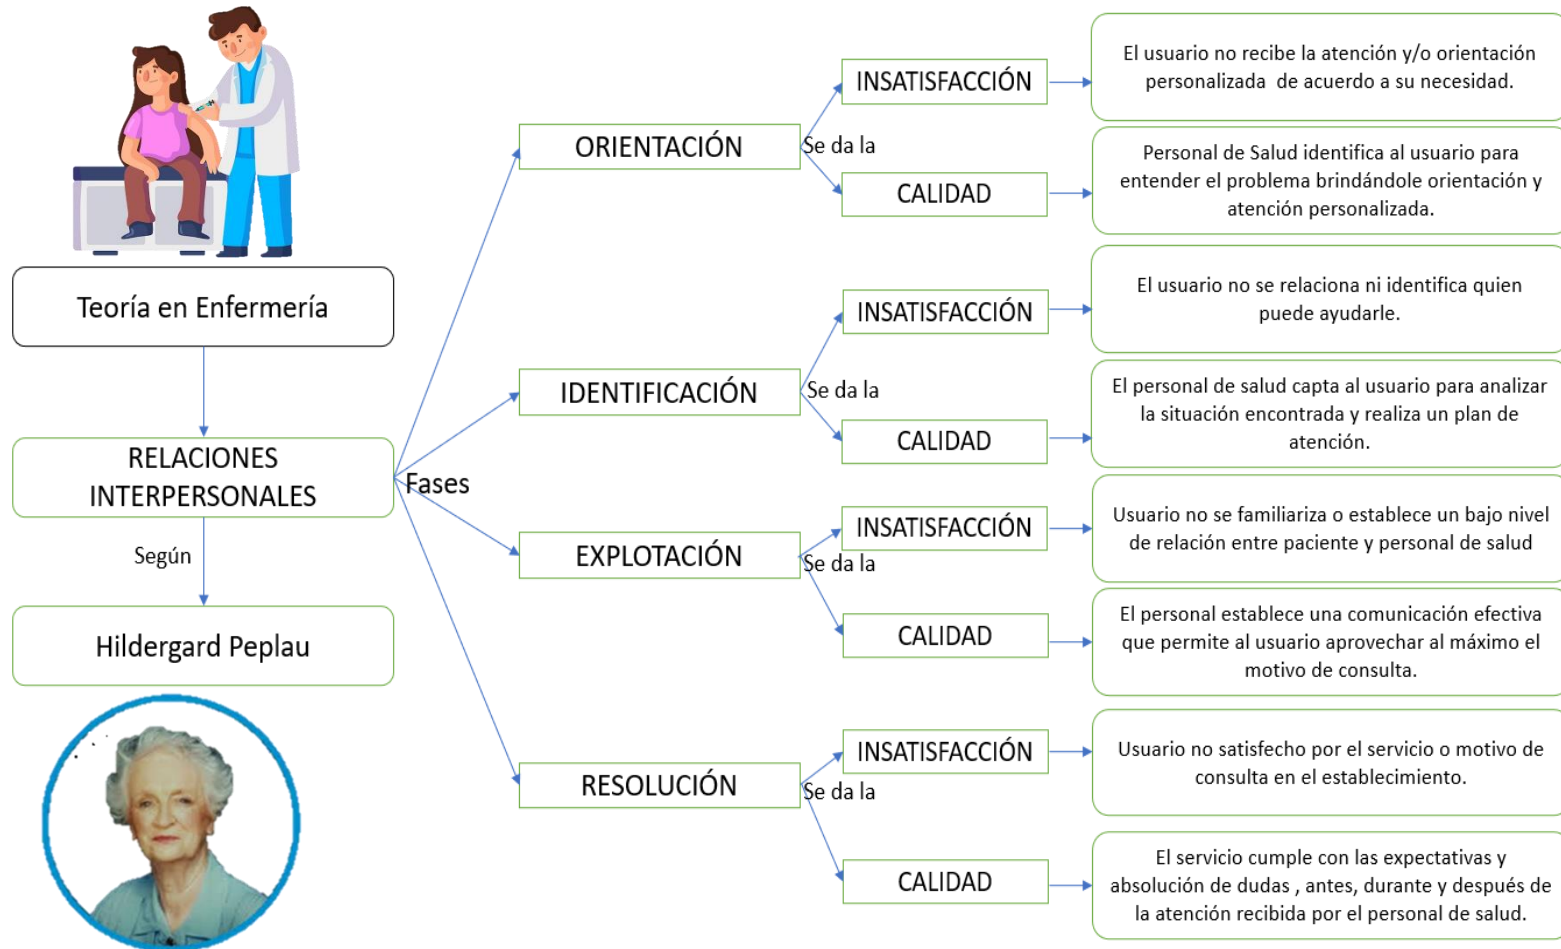 Teoría en Enfermería
RELACIONES
INTERPERSONALES
Según
Hildergard Peplau
Fases
ORIENTACIÓN
Se da la
INSATISFACCIÓN
El usuario no recibe la atención y/o orientación
personalizada de acuerdo a su necesidad.
CALIDAD
Personal de Salud identifica al usuario para
entender el problema brindándole orientación y
atención personalizada.
IDENTIFICACIÓN
Se da la
INSATISFACCIÓN
El usuario no se relaciona ni identifica quien
puede ayudarle.
CALIDAD
El personal de salud capta al usuario para analizar
la situación encontrada y realiza un plan de
atención.
EXPLOTACIÓN
Se da la
INSATISFACCIÓN
Usuario no se familiariza o establece un bajo nivel
de relación entre paciente y personal de salud
CALIDAD
El personal establece una comunicación efectiva
que permite al usuario aprovechar al máximo el
motivo de consulta.
RESOLUCIÓN
Se da la
INSATISFACCIÓN
Usuario no satisfecho por el servicio o motivo de
consulta en el establecimiento.
CALIDAD
El servicio cumple con las expectativas y
absolución de dudas , antes, durante y después de
la atención recibida por el personal de salud.